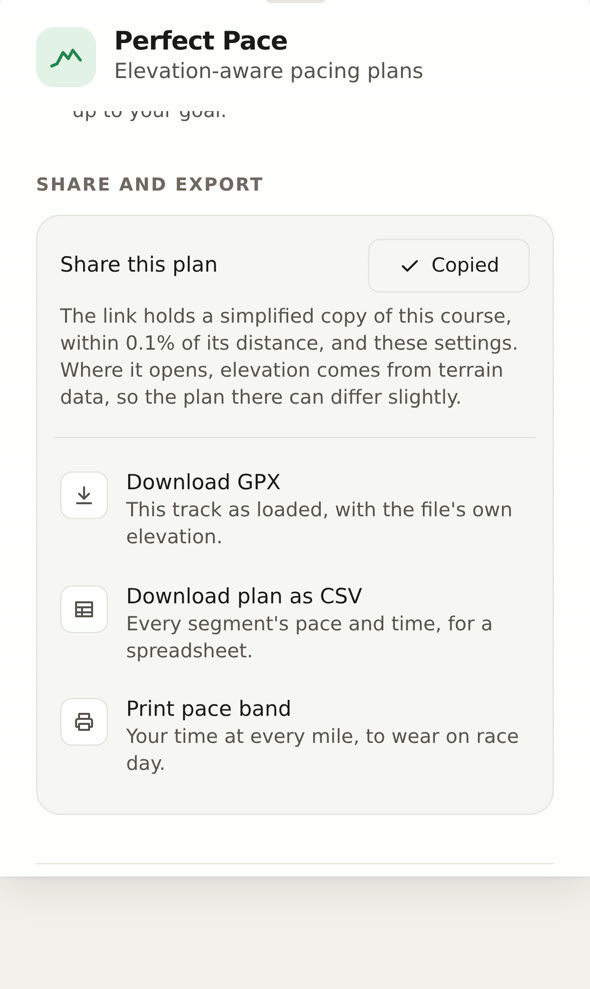 Perfect Pace
Elevation-aware pacing plans
up to your goal.
SHARE AND EXPORT
Share this plan
Copied
The link holds a simplified copy of this course,
within 0.1% of its distance, and these settings.
Where it opens, elevation comes from terrain
data, so the plan there can differ slightly.
Download GPX
This track as loaded, with the file's own
elevation.
Download plan as CSV
Every segment's pace and time, for a
spreadsheet.
Print pace band
Your time at every mile, to wear on race
day.